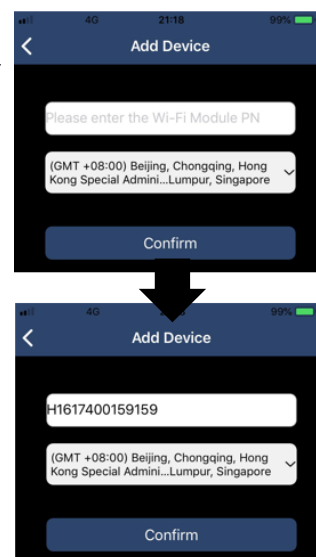 4G 21:18 99%
Add Device
Please enter the Wi-Fi Module PN
(GMT +08:00) Beijing, Chongqing, Hong
Kong Special Admini...Lumpur, Singapore
Confirm
4G 99%
Add Device
H1617400159159
(GMT +08:00) Beijing, Chongqing, Hong
Kong Special Admini...Lumpur, Singapore
Confirm